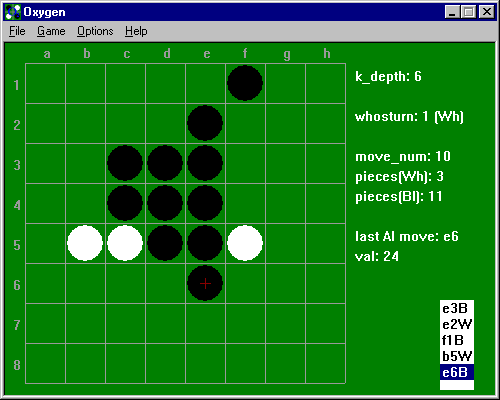 Oxygen
File Game Options Help
a b c d e f g h
1
2
3
4
5
6
7
8
k_depth: 6
whosturn: 1 (Wh)
move_num: 10
pieces(Wh): 3
pieces(Bl): 11
last AI move: e6
val: 24
e3B
e2W
f1B
b5W
e6B